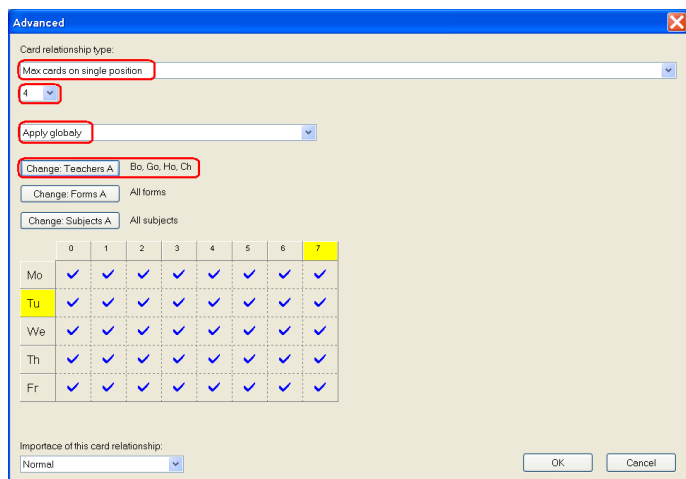 Advanced
Card relationship type:
Max cards on single position
4
Apply globaly
Change: Teachers A Bo, Go, Ho, Ch
Change: Forms A All forms
Change: Subjects A All subjects
0 1 2 3 4 5 6 7
Mo
Tu
We
Th
Fr
Importace of this card relationship:
Normal OK Cancel